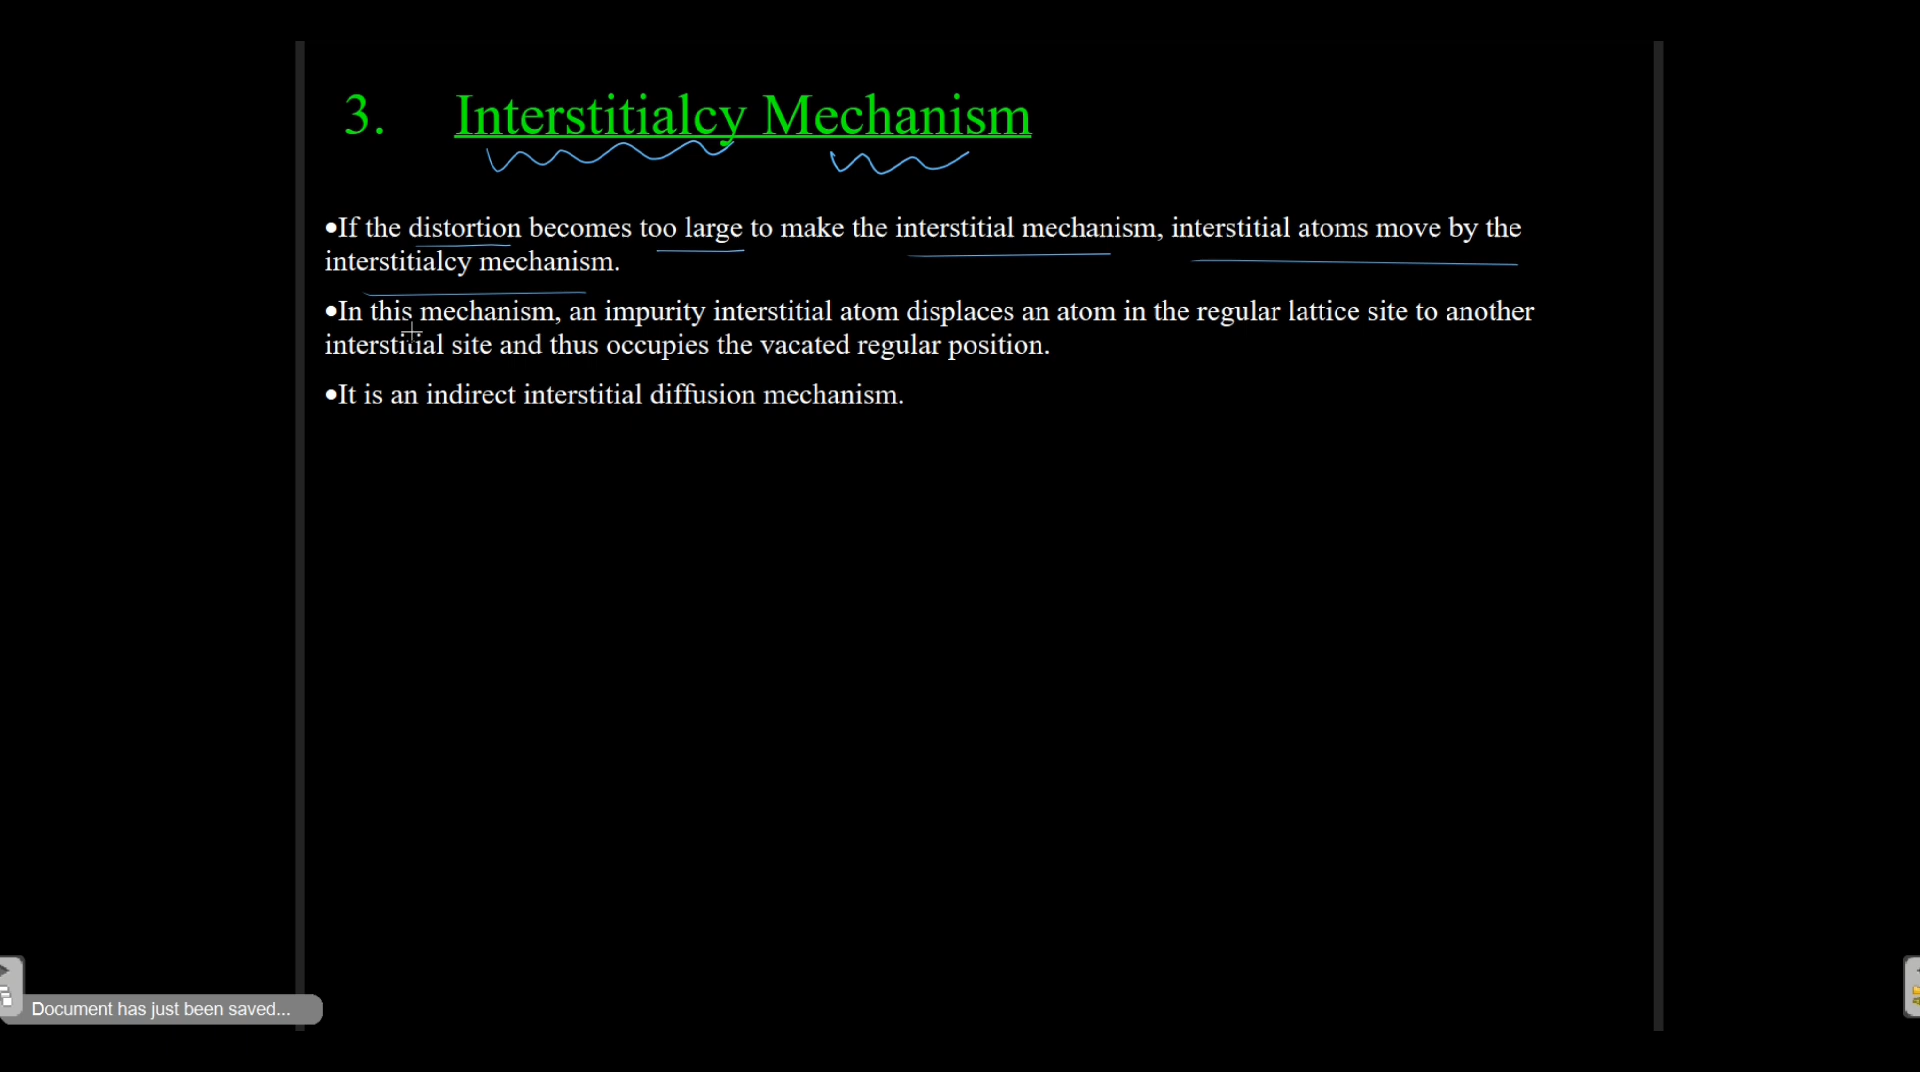 3. Interstitialcy Mechanism
•If the distortion becomes too large to make the interstitial mechanism, interstitial atoms move by the
interstitialcy mechanism.
•In this mechanism, an impurity interstitial atom displaces an atom in the regular lattice site to another
interstitial site and thus occupies the vacated regular position.
•It is an indirect interstitial diffusion mechanism.
Document has just been saved...